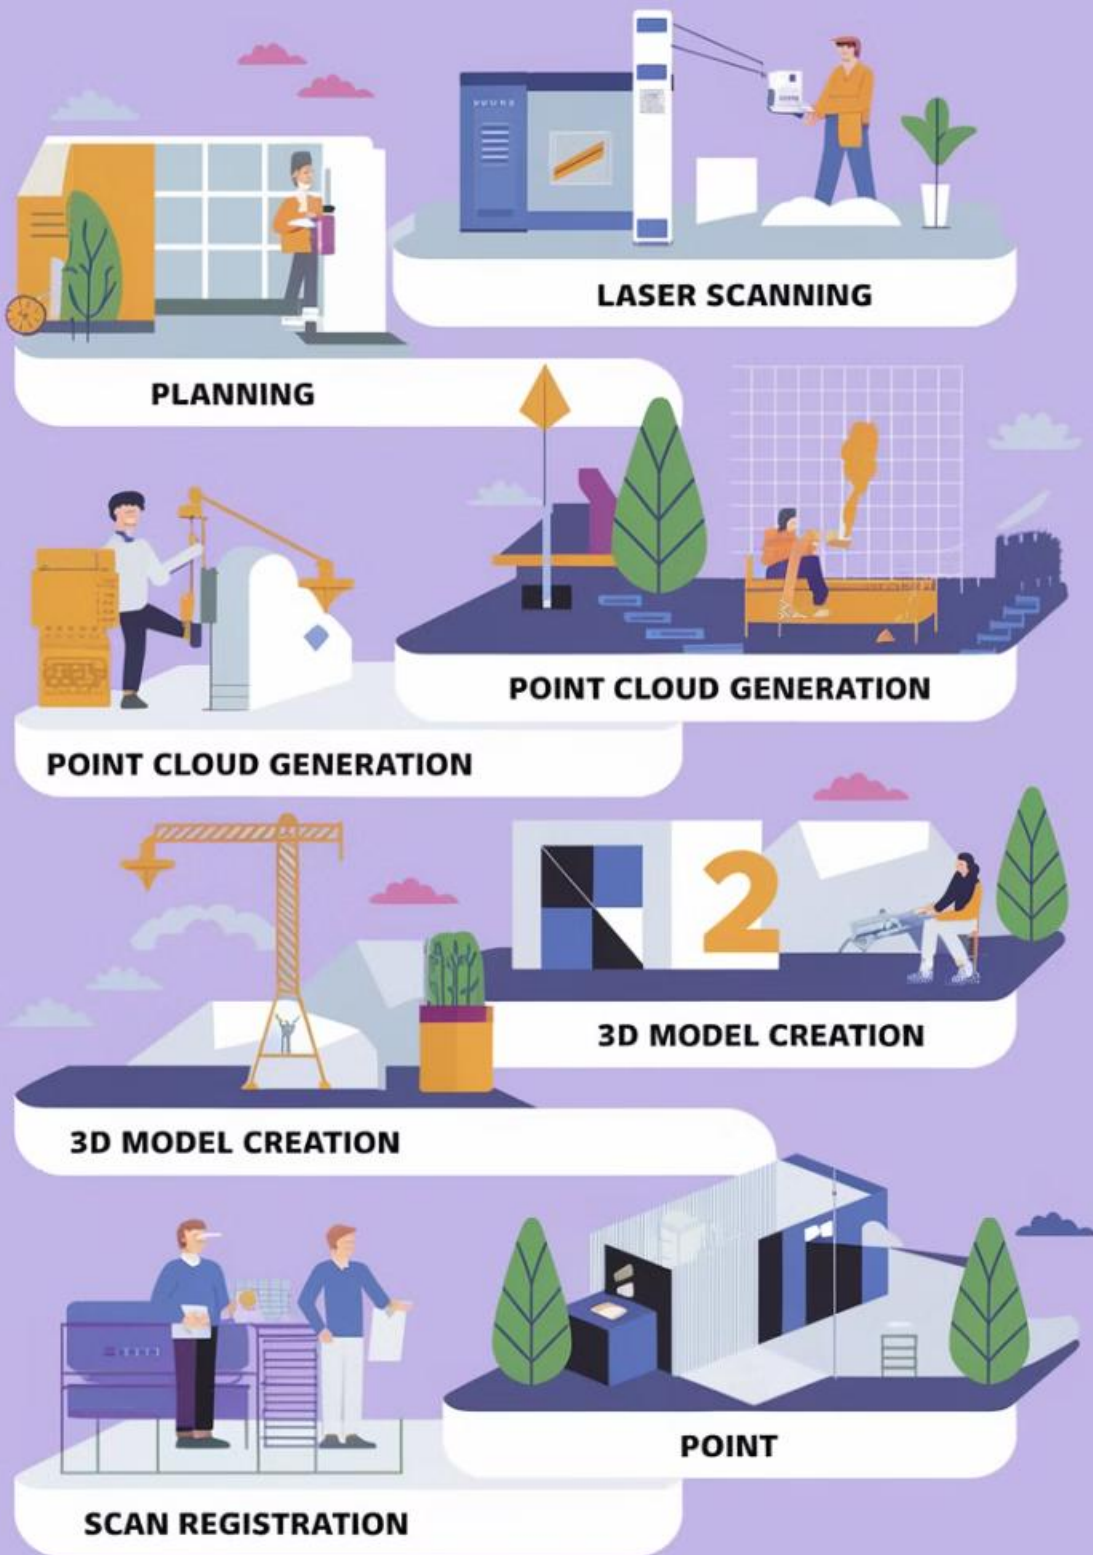 LASER SCANNING
PLANNING
POINT CLOUD GENERATION
POINT CLOUD GENERATION
2
3D MODEL CREATION
3D MODEL CREATION
POINT
SCAN REGISTRATION